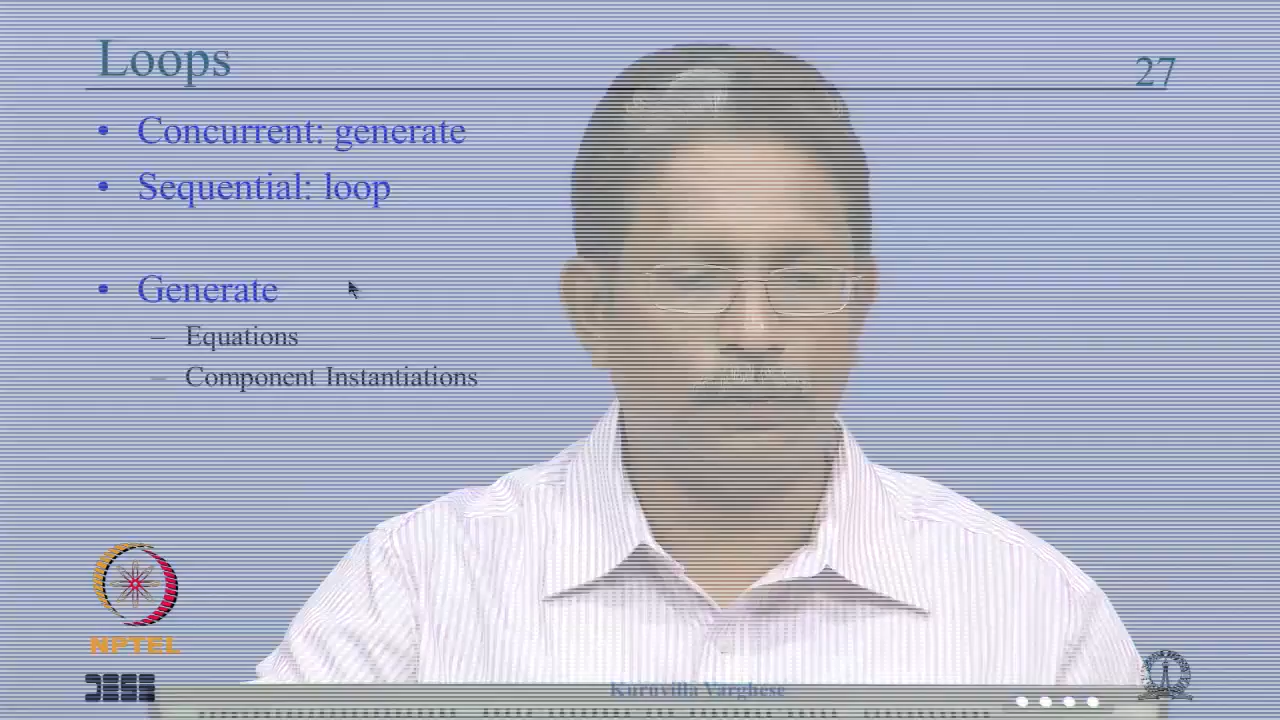 Loops
27
• Concurrent: generate
• Sequential: loop
• Generate
– Equations
– Component Instantiations
NPTEL
Kuruvilla Varghese